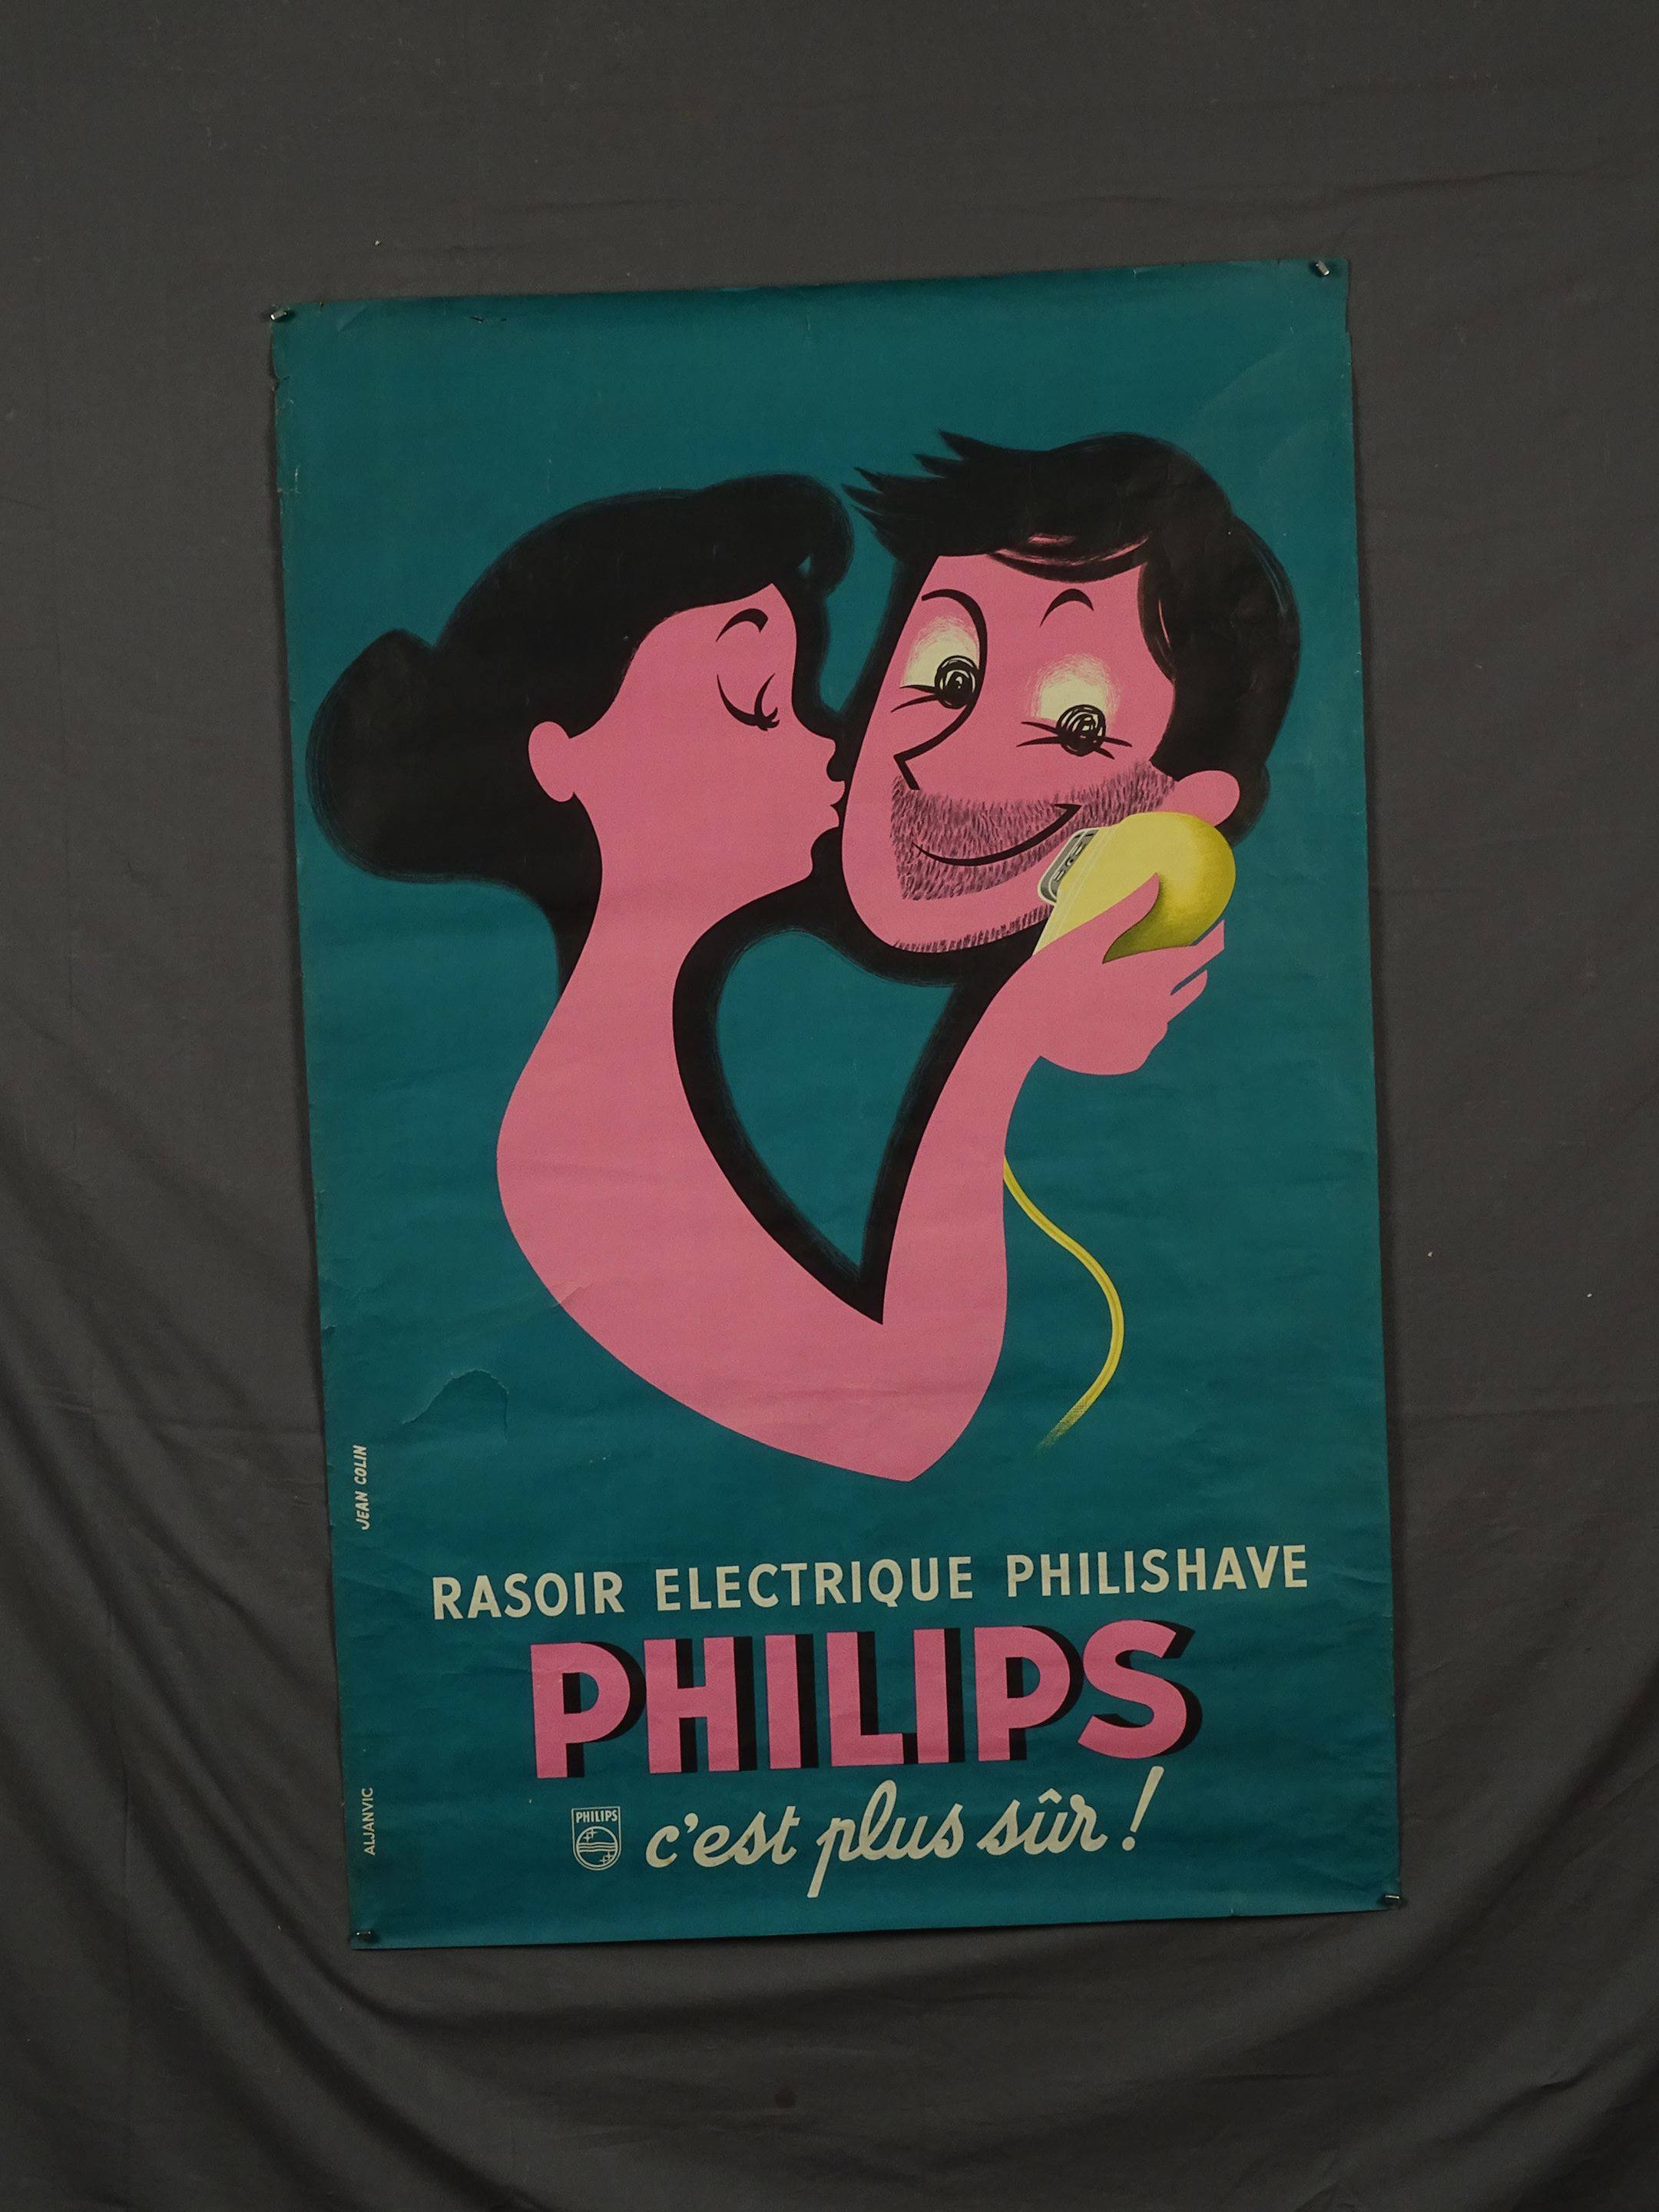 JEAN COLIN
RASOIR ELECTRIQUE PHILISHAVE
PHILIPS
PHILIPS
c'est plus sûr !
ALJANVIC